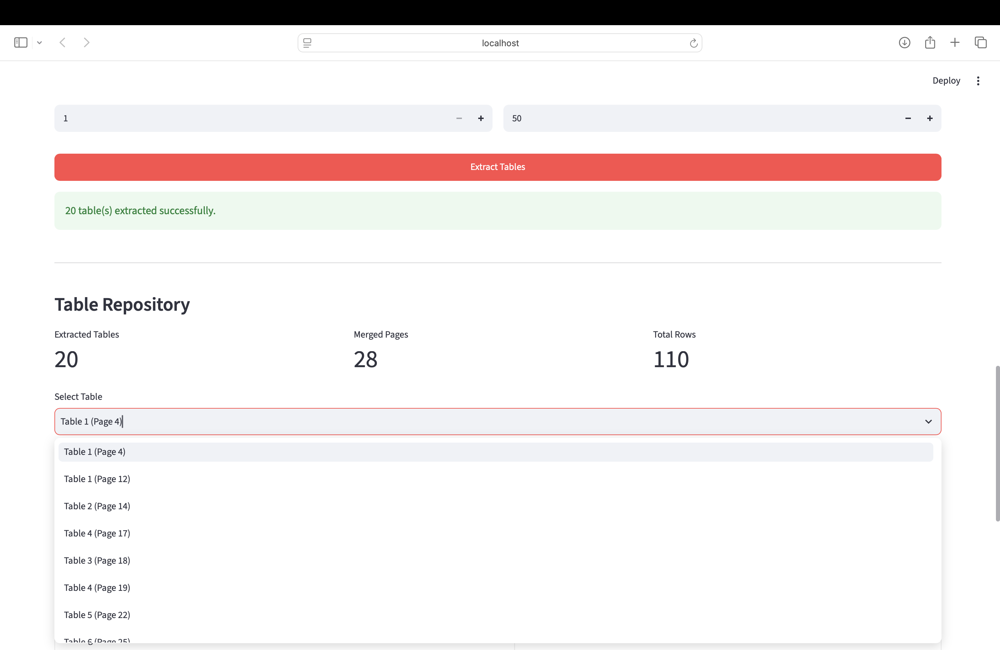 localhost
Deploy
1
50
Extract Tables
20 table(s) extracted successfully.
Table Repository
Extracted Tables
Merged Pages
Total Rows
20
28
110
Select Table
Table 1 (Page 4)
Table 1 (Page 4)
Table 1 (Page 12)
Table 2 (Page 14)
Table 4 (Page 17)
Table 3 (Page 18)
Table 4 (Page 19)
Table 5 (Page 22)
Table 6 (Page 25)